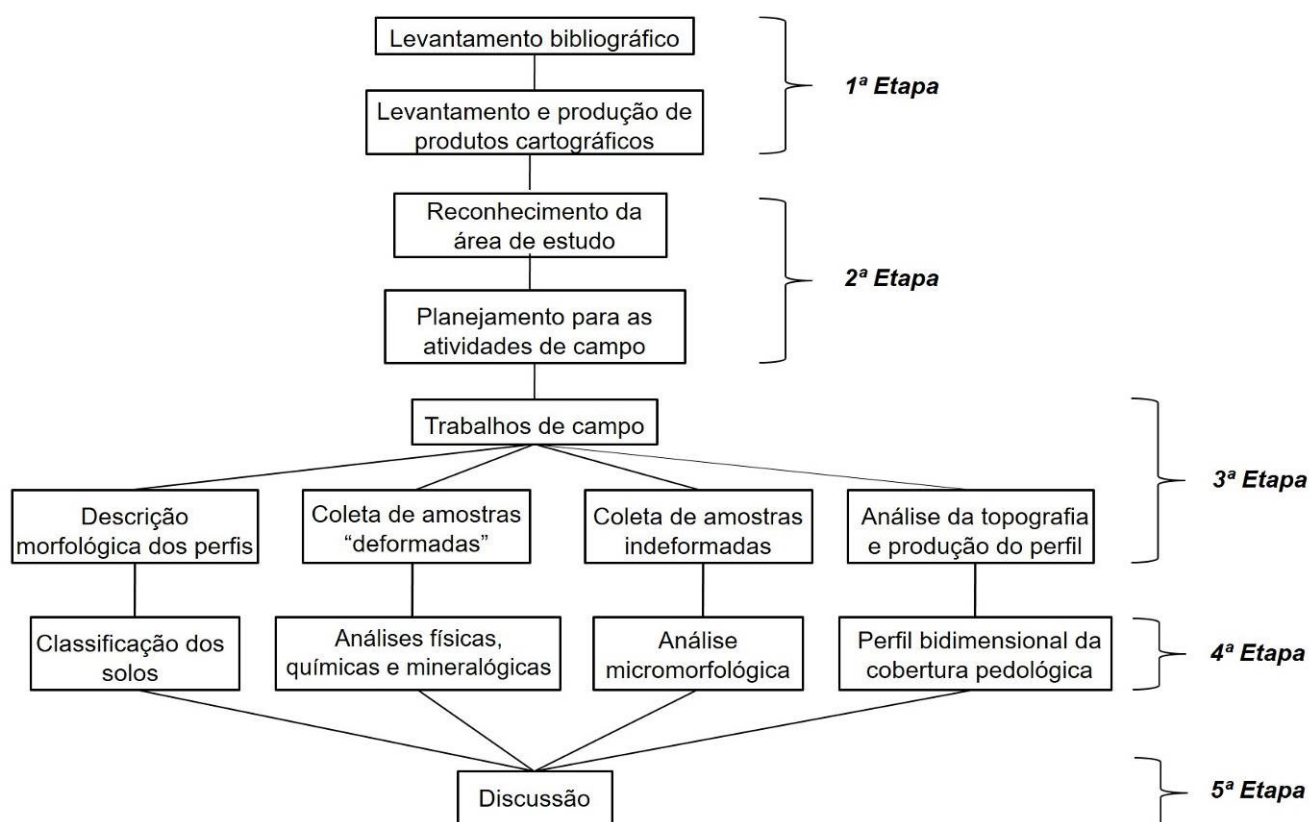 Levantamento bibliográfico
1ª Etapa
Levantamento e produção de
produtos cartográficos
Reconhecimento da
área de estudo
2ª Etapa
Planejamento para as
atividades de campo
Trabalhos de campo
3ª Etapa
Descrição
morfológica dos perfis
Coleta de amostras
“deformadas”
Coleta de amostras
indeformadas
Análise da topografia
e produção do perfil
Classificação dos
solos
Análises físicas,
químicas e mineralógicas
Análise
micromorfológica
Perfil bidimensional da
cobertura pedológica
4ª Etapa
Discussão
5ª Etapa